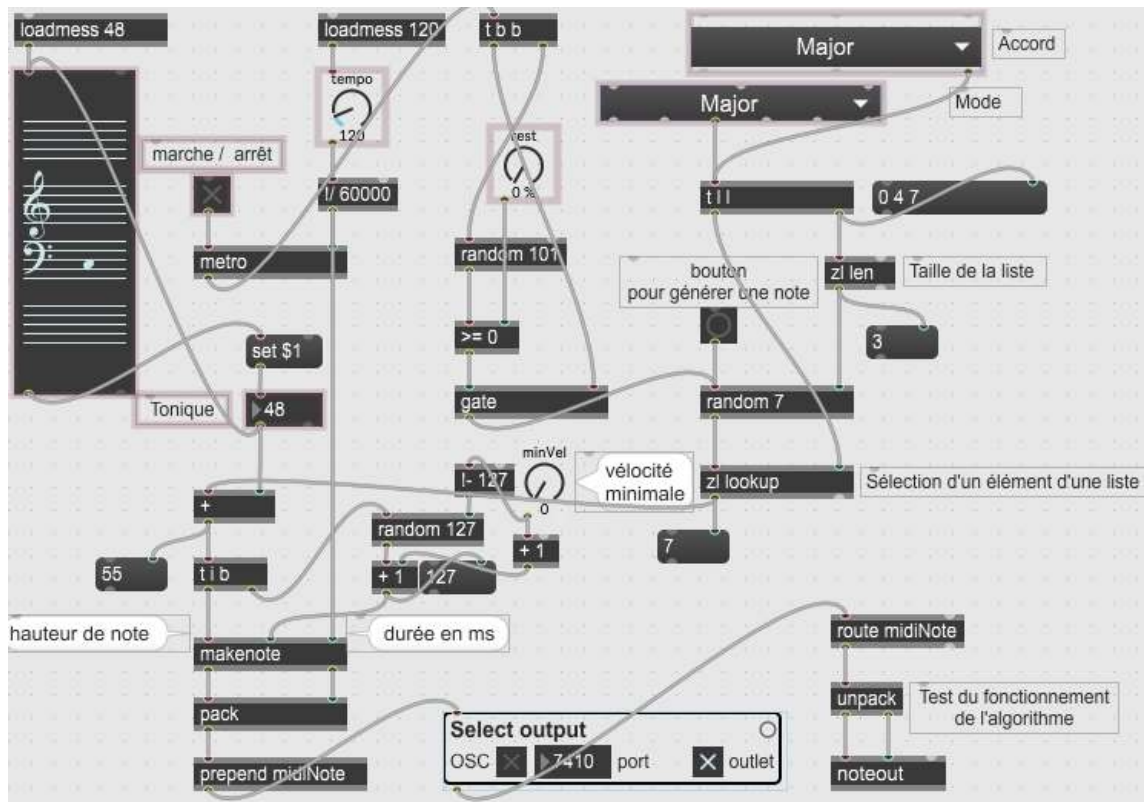 loadmess 48
loadmess 120
t b b
Major
Accord
tempo
120
Major
Mode
marche / arrêt
rest
0 %
!/ 60000
t l l
0 4 7
metro
random 101
bouton
pour générer une note
zl len
Taille de la liste
set $1
>= 0
3
Tonique
48
gate
random 7
minVel
0
!- 127
vélocité
minimale
zl lookup
Sélection d'un élément d'une liste
+
random 127
+ 1
7
55
t i b
+ 1
127
hauteur de note
durée en ms
route midiNote
makenote
pack
unpack
Test du fonctionnement
de l'algorithme
Select output
OSC
7410
port
outlet
prepend midiNote
noteout